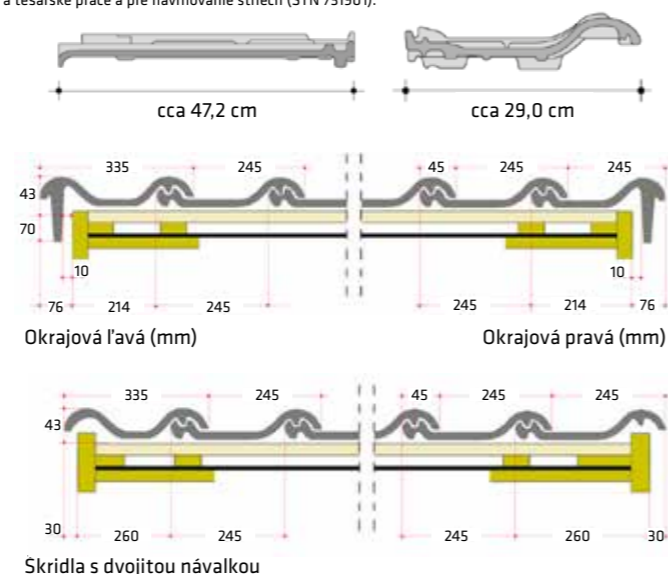 a tesárske práce a pre navrhovanie striech (STN 731901).
cca 47,2 cm
cca 29,0 cm
335 245 45 245 245
43
70
10 10
76 214 245 245 214 76
Okrajová ľavá (mm)
Okrajová pravá (mm)
335 245 45 245 245
43
30 260 245 245 260 30
Škridla s dvojitou návalkou